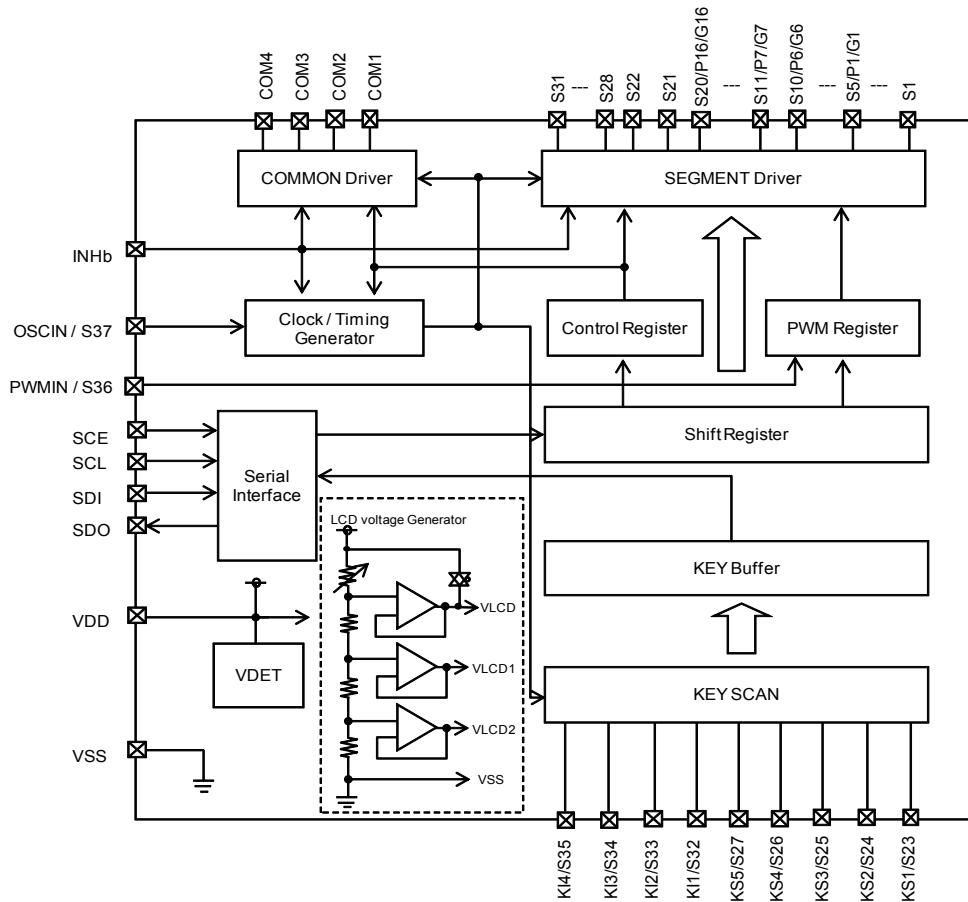 COM4
COM3
COM2
COM1
S31
---
S28
S22
S21
S20/P16/G16
---
S11/P7/G7
S10/P6/G6
---
S5/P1/G1
---
S1
COMMON Driver
SEGMENT Driver
INHb
OSCIN / S37
Clock / Timing
Generator
Control Register
PWM Register
PWMIN / S36
SCE
SCL
SDI
SDO
Serial
Interface
Shift Register
LCD voltage Generator
KEY Buffer
VLCD
VDD
VDET
VLCD1
KEY SCAN
VLCD2
VSS
VSS
KI4/S35
KI3/S34
KI2/S33
KI1/S32
KS5/S27
KS4/S26
KS3/S25
KS2/S24
KS1/S23